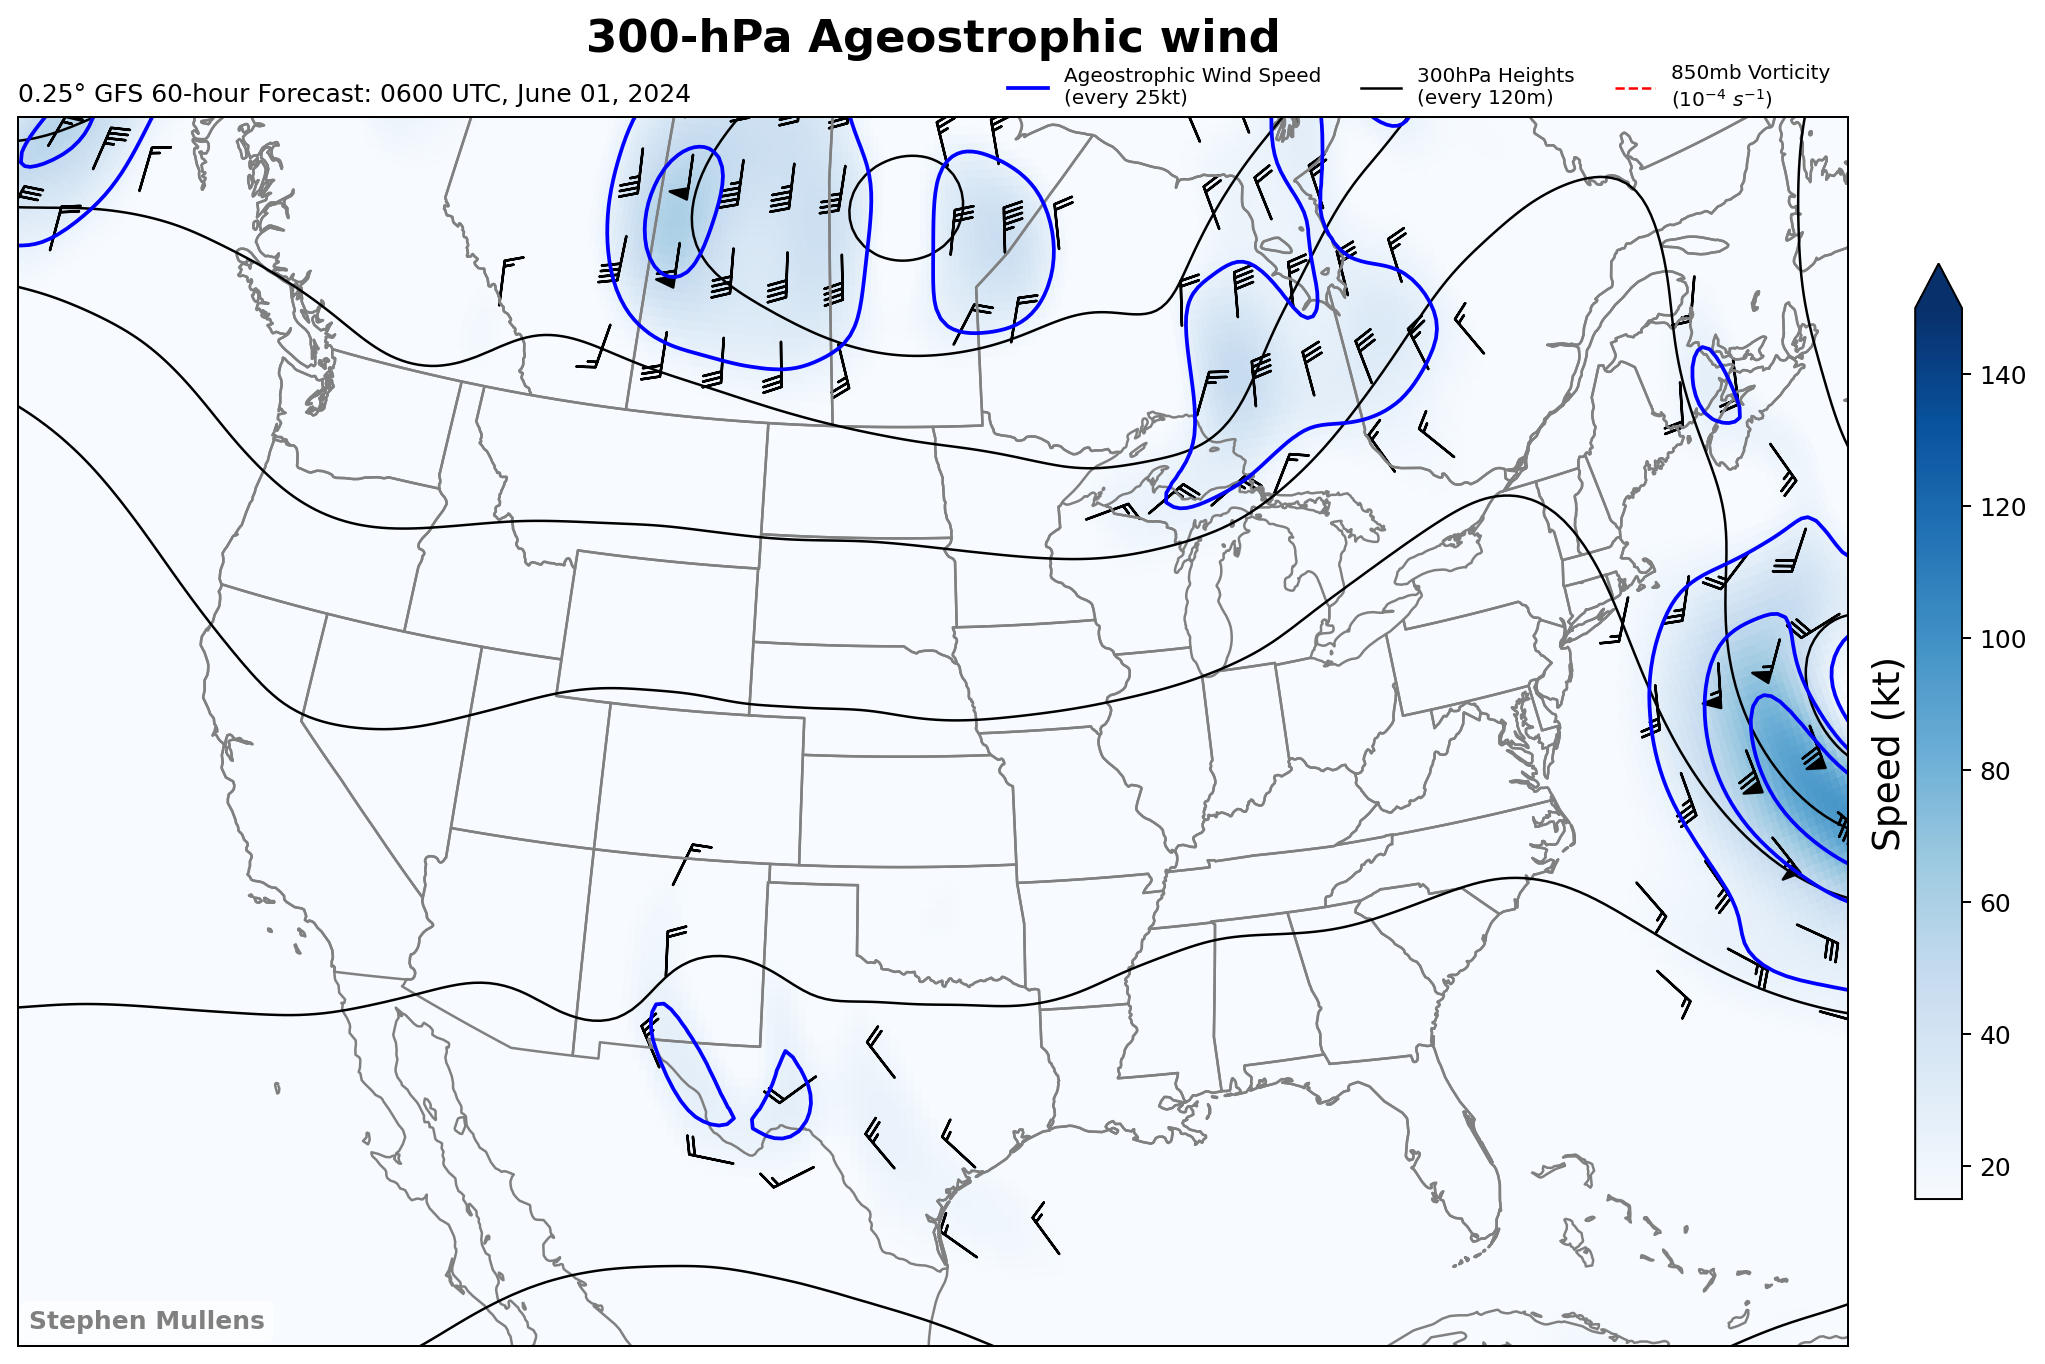 300-hPa Ageostrophic wind
0.25° GFS 60-hour Forecast: 0600 UTC, June 01, 2024
Ageostrophic Wind Speed
(every 25kt)
300hPa Heights
(every 120m)
850mb Vorticity
(10⁻⁴ s⁻¹)
140
120
100
80
60
40
20
Speed (kt)
Stephen Mullens